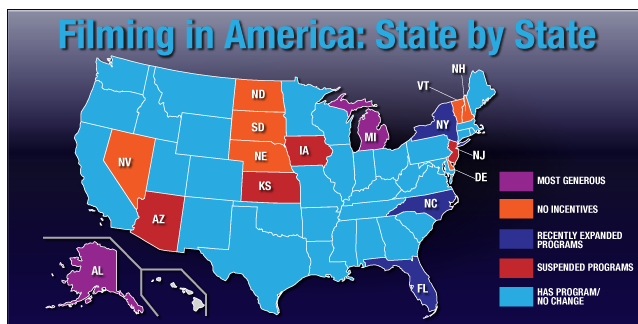 Filming in America: State by State
NH
VT
ND
NY
SD
MI
IA
NE
NV
NJ
KS
DE
NC
AZ
AL
FL
MOST GENEROUS
NO INCENTIVES
RECENTLY EXPANDED
PROGRAMS
SUSPENDED PROGRAMS
HAS PROGRAM/
NO CHANGE